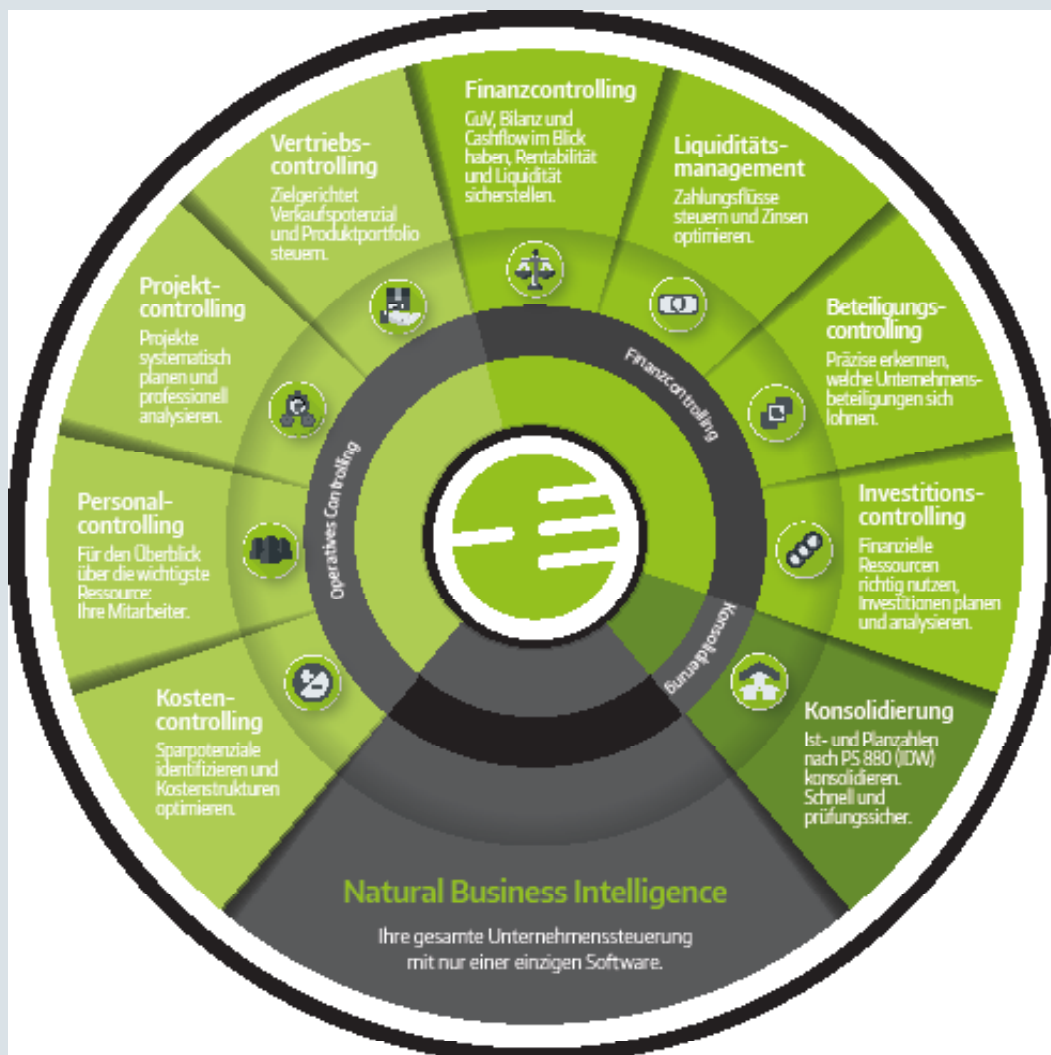 Finanzcontrolling
GuV, Bilanz und
Cashflow im Blick
haben, Rentabilität
und Liquidität
sicherstellen.
Liquiditäts-
management
Zahlungsflüsse
steuern und Zinsen
optimieren.
Beteiligungs-
controlling
Präzise erkennen,
welche Unternehmens-
beteiligungen sich
lohnen.
Investitions-
controlling
Finanzielle
Ressourcen
richtig nutzen,
Investitionen planen
und analysieren.
Konsolidierung
Ist- und Planzahlen
nach PS 880 (IDW)
konsolidieren.
Schnell und
prüfungssicher.
Natural Business Intelligence
Ihre gesamte Unternehmenssteuerung
mit nur einer einzigen Software.
Kosten-
controlling
Sparpotenziale
identifizieren und
Kostenstrukturen
optimieren.
Personal-
controlling
Für den Überblick
über die wichtigste
Ressource:
Ihre Mitarbeiter.
Projekt-
controlling
Projekte
systematisch
planen und
professionell
analysieren.
Vertriebs-
controlling
Zielgerichtet
Verkaufspotenzial
und Produktportfolio
steuern.
Operatives Controlling
Finanzcontrolling
Konsolidierung